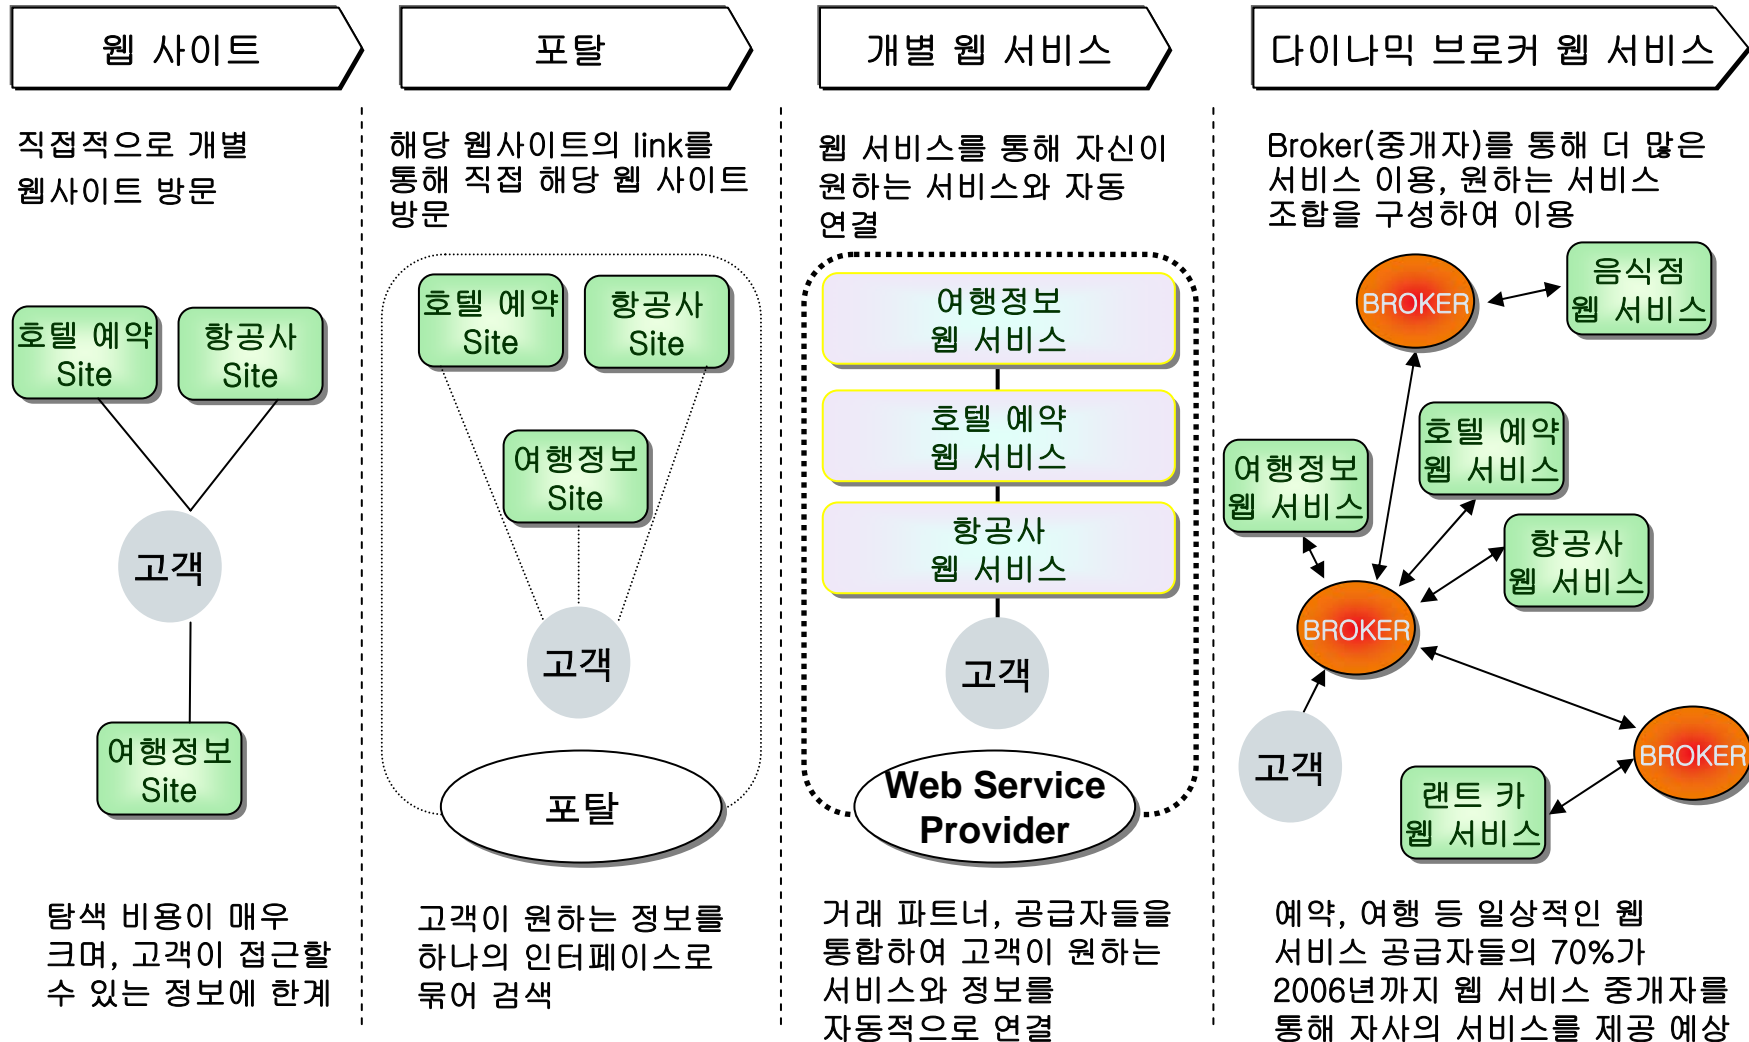 웹 사이트
포탈
개별 웹 서비스
다이나믹 브로커 웹 서비스
직접적으로 개별
웹사이트 방문
해당 웹사이트의 link를
통해 직접 해당 웹 사이트
방문
웹 서비스를 통해 자신이
원하는 서비스와 자동
연결
Broker(중개자)를 통해 더 많은
서비스 이용, 원하는 서비스
조합을 구성하여 이용
호텔 예약
Site
항공사
Site
고객
여행정보
Site
호텔 예약
Site
항공사
Site
여행정보
Site
고객
포탈
여행정보
웹 서비스
호텔 예약
웹 서비스
항공사
웹 서비스
고객
Web Service
Provider
BROKER
음식점
웹 서비스
호텔 예약
웹 서비스
여행정보
웹 서비스
항공사
웹 서비스
BROKER
고객
BROKER
랜트 카
웹 서비스
탐색 비용이 매우
크며, 고객이 접근할
수 있는 정보에 한계
고객이 원하는 정보를
하나의 인터페이스로
묶어 검색
거래 파트너, 공급자들을
통합하여 고객이 원하는
서비스와 정보를
자동적으로 연결
예약, 여행 등 일상적인 웹
서비스 공급자들의 70%가
2006년까지 웹 서비스 중개자를
통해 자사의 서비스를 제공 예상